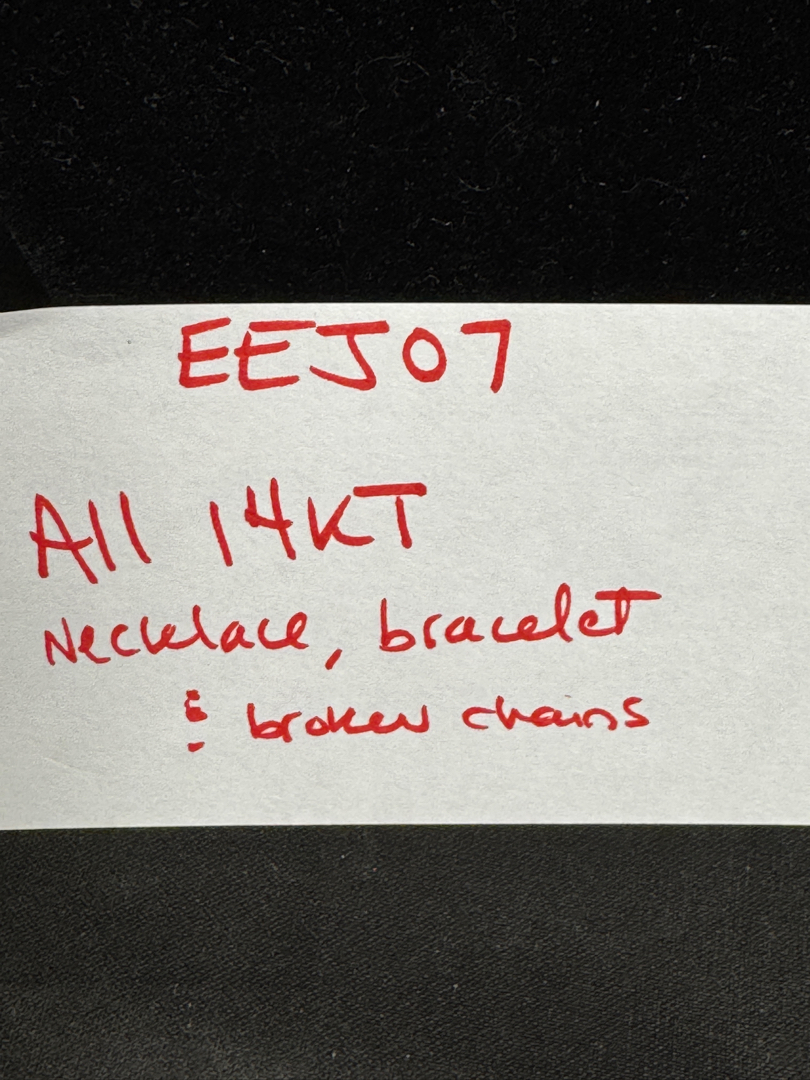 EEJ07
All 14KT
Necklace, bracelet
& broken chains